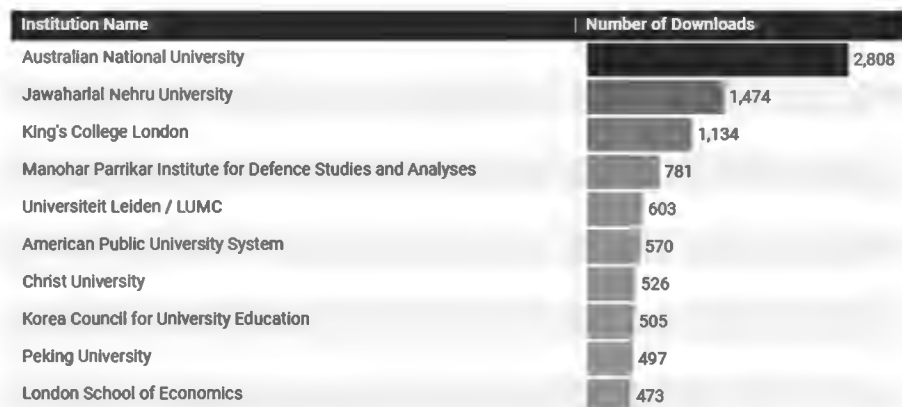 Institution Name | Number of Downloads
Australian National University 2,808
Jawaharlal Nehru University 1,474
King's College London 1,134
Manohar Parrikar Institute for Defence Studies and Analyses 781
Universiteit Leiden / LUMC 603
American Public University System 570
Christ University 526
Korea Council for University Education 505
Peking University 497
London School of Economics 473